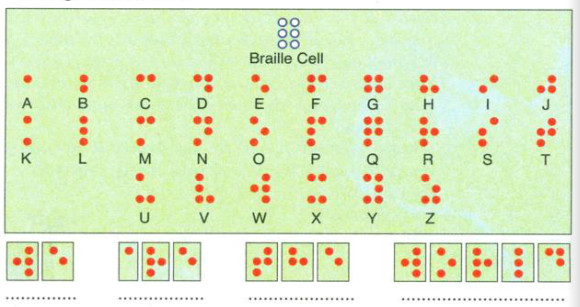 Braille Cell
A B C D E F G H I J
K L M N O P Q R S T
U V W X Y Z